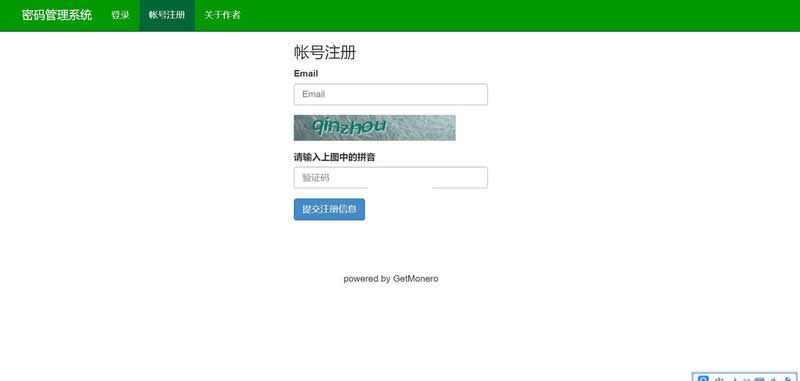 密码管理系统 登录 帐号注册 关于作者
帐号注册
Email
Email
qinzhou
请输入上图中的拼音
验证码
提交注册信息
powered by GetMonero
中